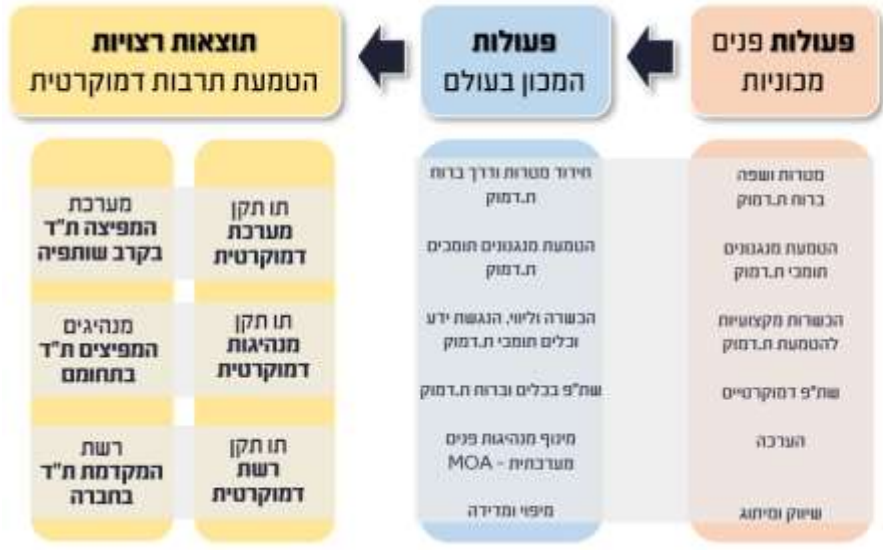 פעולות פנים
מכוניות
פעולות
המכון בעולם
תוצאות רצויות
הטמעת תרבות דמוקרטית
מטרות ושפה
ברוח ת.דמוק
הטמעת מנגנונים
תומכי ת.דמוק
הכשרות מקצועיות
להטמעת ת.דמוק
שת"פ דמוקרטיים
הערכה
שיווק ומיתוג
חידוד מטרות ודרך ברוח
ת.דמוק
הטמעת מנגנונים תומכים
ת.דמוק
הכשרה וליווי, הנגשת ידע
וכלים תומכי ת.דמוק
שת"פ בכלים וברוח ת.דמוק
מינוף מנהיגות פנים
מערכתית - MOA
מיפוי ומדידה
תו תקן
מערכת
דמוקרטית
תו תקן
מנהיגות
דמוקרטית
תו תקן
רשת
דמוקרטית
מערכת
המפיצה ת"ד
בקרב שותפיה
מנהיגים
המפיצים ת"ד
בתחומם
רשת
המקדמת ת"ד
בחברה